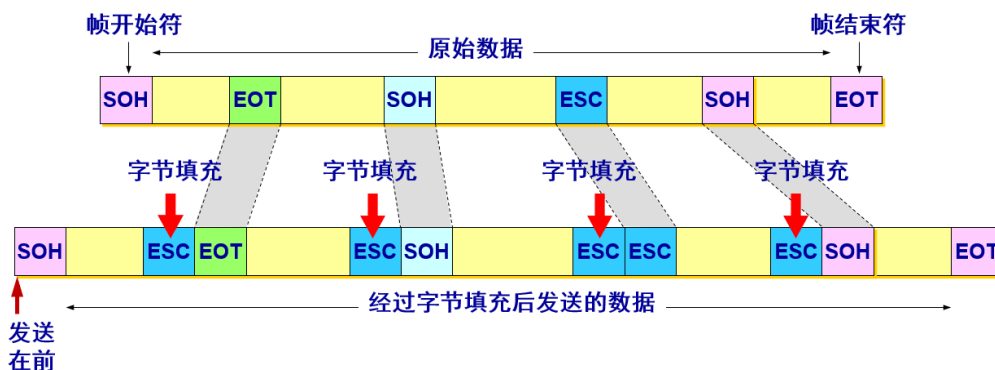 帧开始符
原始数据
帧结束符
SOH EOT SOH ESC SOH EOT
字节填充 字节填充 字节填充 字节填充
SOH ESC EOT ESC SOH ESC ESC ESC SOH EOT
经过字节填充后发送的数据
发送
在前